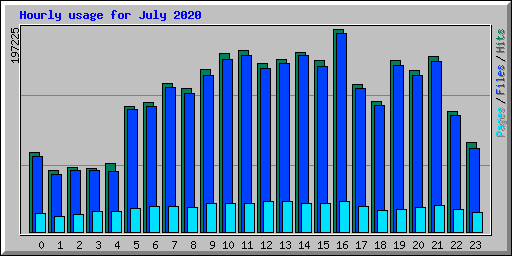 Hourly usage for July 2020
197225
Pages/Files/Hits
0 1 2 3 4 5 6 7 8 9 10 11 12 13 14 15 16 17 18 19 20 21 22 23